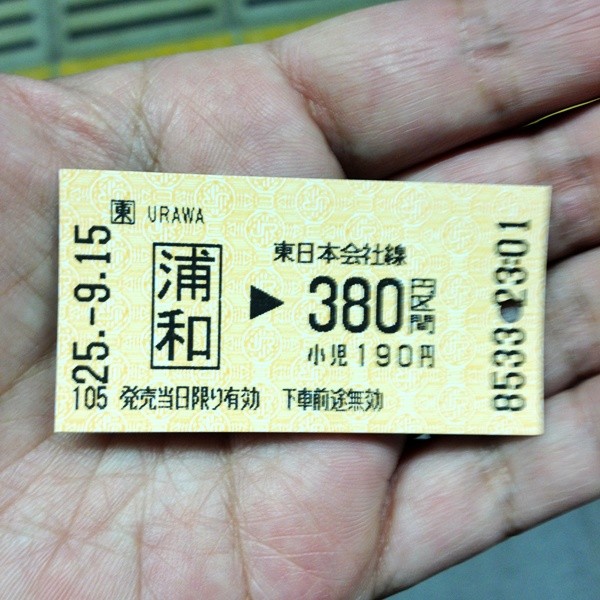 東 URAWA
浦和
東日本会社線
▶ 380円区間
小児190円
25.-9.15
105 発売当日限り有効 下車前途無効
8533 23:01